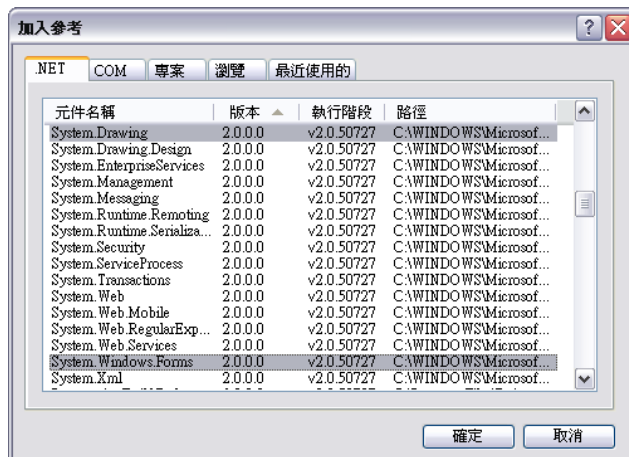 加入參考
.NET COM 專案 瀏覽 最近使用的
元件名稱 版本 執行階段 路徑
System.Drawing 2.0.0.0 v2.0.50727 C:\WINDOWS\Microsof...
System.Drawing.Design 2.0.0.0 v2.0.50727 C:\WINDOWS\Microsof...
System.EnterpriseServices 2.0.0.0 v2.0.50727 C:\WINDOWS\Microsof...
System.Management 2.0.0.0 v2.0.50727 C:\WINDOWS\Microsof...
System.Messaging 2.0.0.0 v2.0.50727 C:\WINDOWS\Microsof...
System.Runtime.Remoting 2.0.0.0 v2.0.50727 C:\WINDOWS\Microsof...
System.Runtime.Serializa... 2.0.0.0 v2.0.50727 C:\WINDOWS\Microsof...
System.Security 2.0.0.0 v2.0.50727 C:\WINDOWS\Microsof...
System.ServiceProcess 2.0.0.0 v2.0.50727 C:\WINDOWS\Microsof...
System.Transactions 2.0.0.0 v2.0.50727 C:\WINDOWS\Microsof...
System.Web 2.0.0.0 v2.0.50727 C:\WINDOWS\Microsof...
System.Web.Mobile 2.0.0.0 v2.0.50727 C:\WINDOWS\Microsof...
System.Web.RegularExp... 2.0.0.0 v2.0.50727 C:\WINDOWS\Microsof...
System.Web.Services 2.0.0.0 v2.0.50727 C:\WINDOWS\Microsof...
System.Windows.Forms 2.0.0.0 v2.0.50727 C:\WINDOWS\Microsof...
System.Xml 2.0.0.0 v2.0.50727 C:\WINDOWS\Microsof...
確定 取消